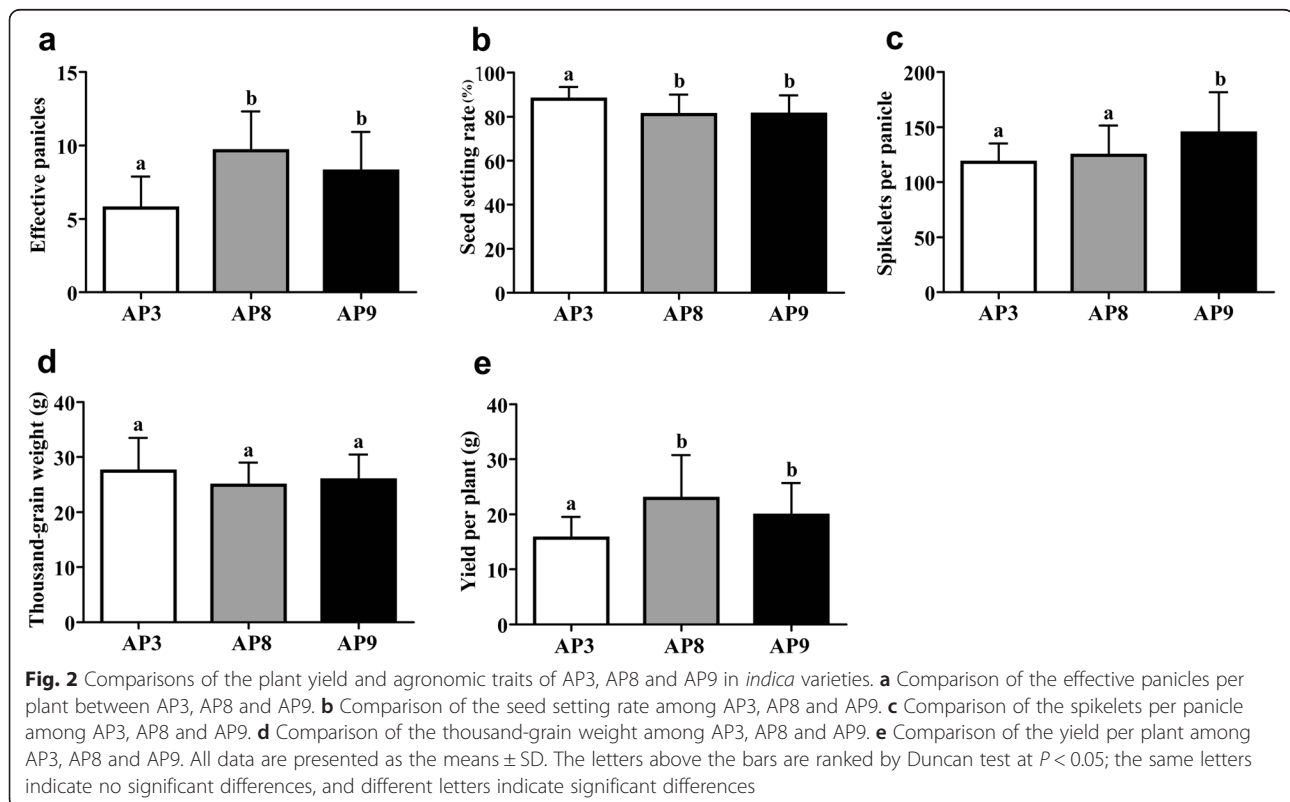 a
Effective panicles
15
10
5
0
a
b
b
AP3 AP8 AP9
b
Seed setting rate (%)
100
80
60
40
20
0
a
b
b
AP3 AP8 AP9
c
Spikelets per panicle
200
150
100
50
0
a
a
b
AP3 AP8 AP9
d
Thousand-grain weight (g)
40
30
20
10
0
a
a
a
AP3 AP8 AP9
e
Yield per plant (g)
40
30
20
10
0
a
b
b
AP3 AP8 AP9
Fig. 2 Comparisons of the plant yield and agronomic traits of AP3, AP8 and AP9 in indica varieties. a Comparison of the effective panicles per
plant between AP3, AP8 and AP9. b Comparison of the seed setting rate among AP3, AP8 and AP9. c Comparison of the spikelets per panicle
among AP3, AP8 and AP9. d Comparison of the thousand-grain weight among AP3, AP8 and AP9. e Comparison of the yield per plant among
AP3, AP8 and AP9. All data are presented as the means ± SD. The letters above the bars are ranked by Duncan test at P < 0.05; the same letters
indicate no significant differences, and different letters indicate significant differences